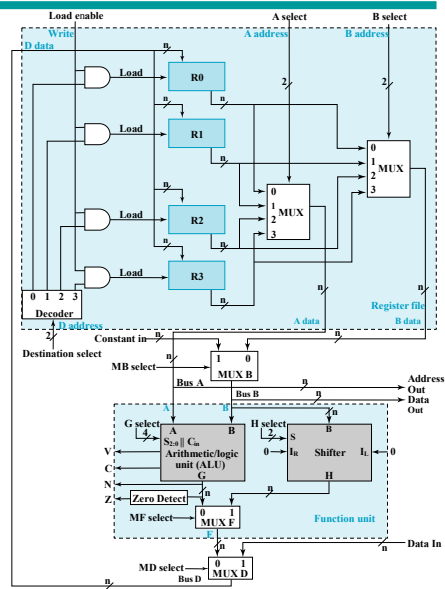 Load enable
A select
B select
Write
A address
B address
D data
n
2
2
Load
R0
n
n
Load
R1
n
0
1
2
3
MUX
n
0
1
2
3
MUX
n
Load
R2
n
n
Load
R3
n
n
n
0 1 2 3
Decoder
D address
Register file
A data
B data
2
Destination select
Constant in
n
n
n
1 0
MUX B
MB select
Bus A
n
Address
Out
Bus B
n
Data
Out
A
B
n
G select
4
A
B
S2:0 || Cin
Arithmetic/logic
unit (ALU)
G
H select
2
B
S
0
IR
Shifter
IL
0
H
V
C
N
Z
Zero Detect
n
n
MF select
0 1
MUX F
Function unit
F
n
n
Data In
MD select
0 1
MUX D
n
Bus D